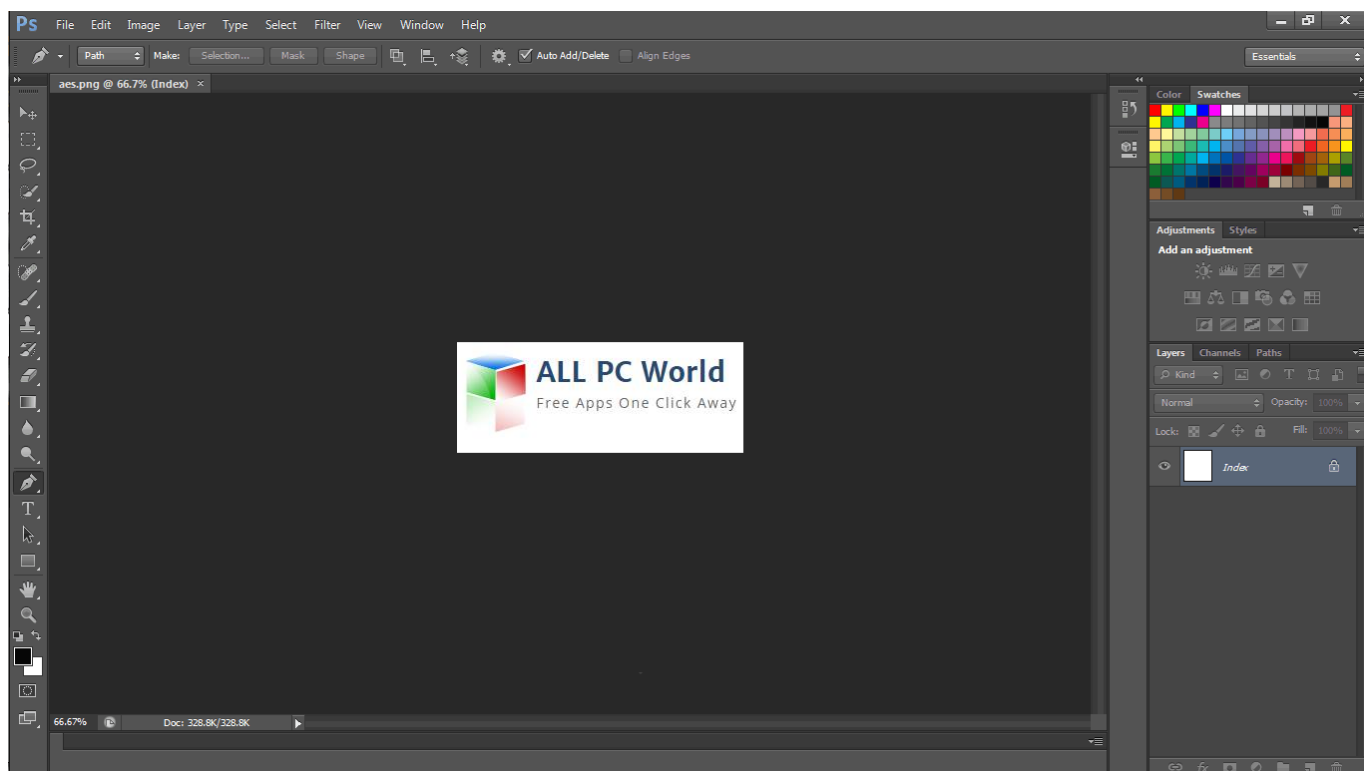 Ps File Edit Image Layer Type Select Filter View Window Help
Path Make: Selection... Mask Shape Auto Add/Delete Align Edges Essentials
aes.png @ 66.7% (Index) ×
Color Swatches
Adjustments Styles
Add an adjustment
ALL PC World
Free Apps One Click Away
Layers Channels Paths
Kind
Normal Opacity: 100%
Lock: Fill: 100%
Index
66.67% Doc: 328.8K/328.8K